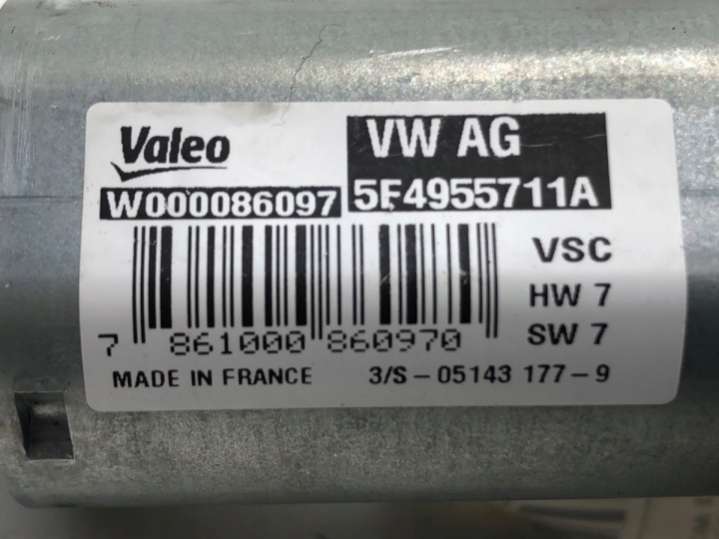 Valeo
VW AG
W000086097
5F4955711A
VSC
HW 7
SW 7
7 861000 860970
MADE IN FRANCE
3/S-05143 177-9